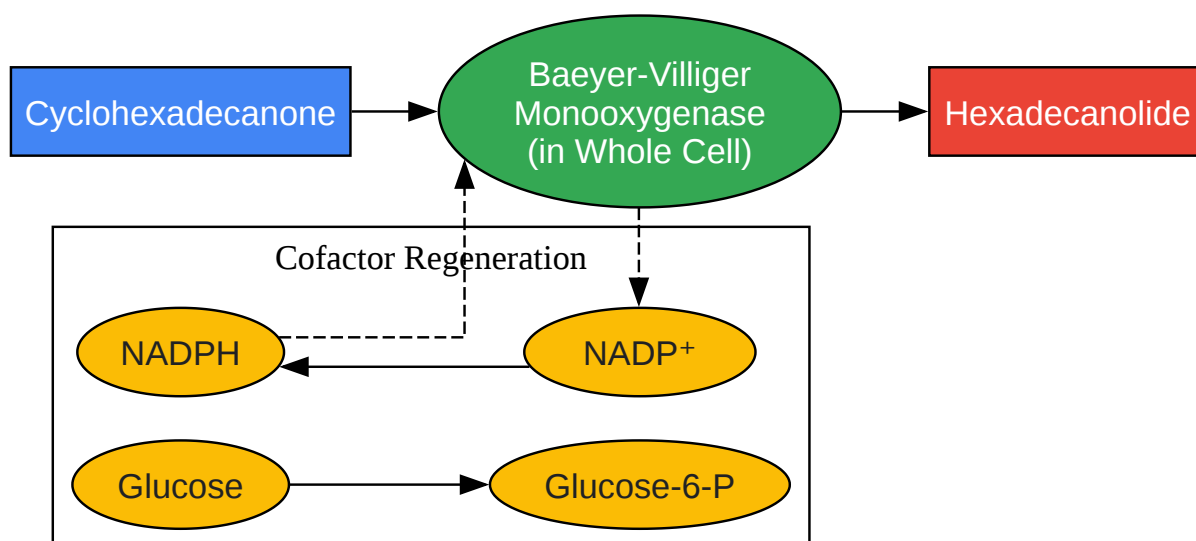 Cyclohexadecanone
Baeyer-Villiger
Monooxygenase
(in Whole Cell)
Hexadecanolide
Cofactor Regeneration
NADPH
NADP⁺
Glucose
Glucose-6-P